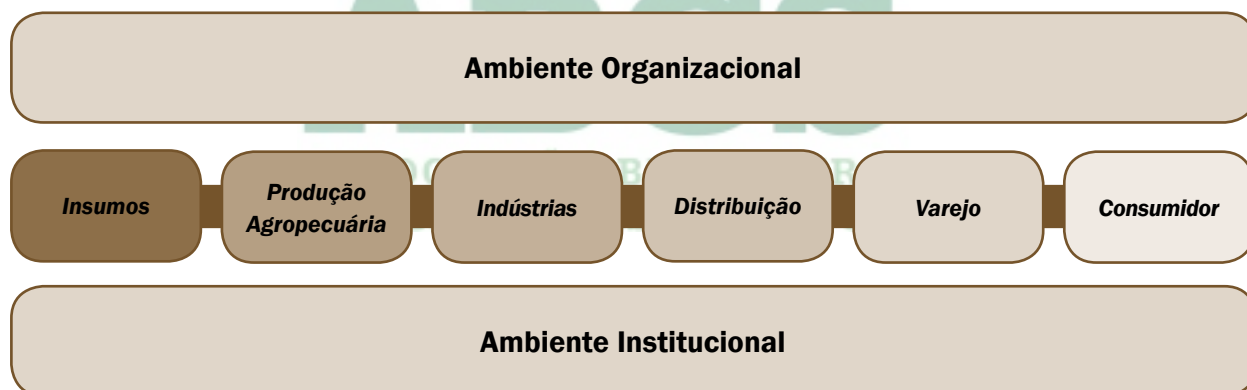 Ambiente Organizacional
Insumos
Produção
Agropecuária
Indústrias
Distribuição
Varejo
Consumidor
Ambiente Institucional